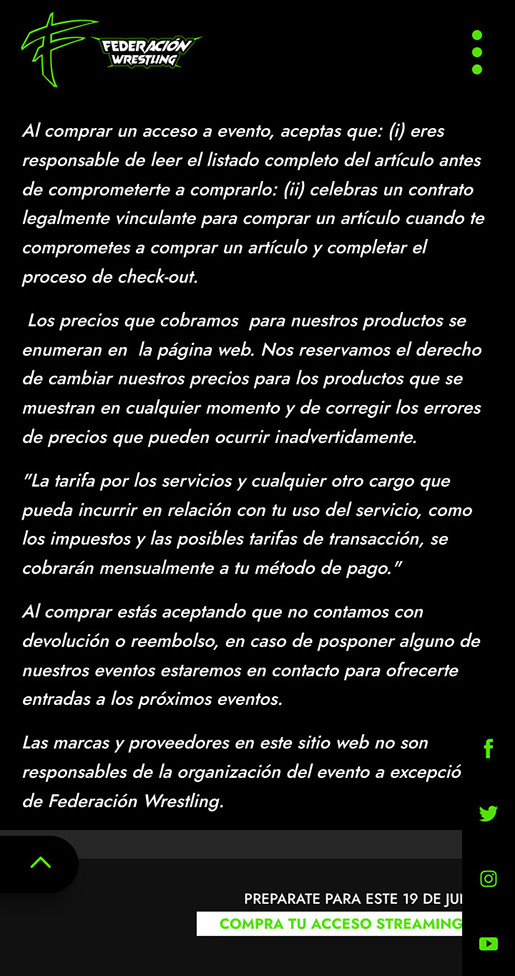 FEDERACIÓN
WRESTLING
Al comprar un acceso a evento, aceptas que: (i) eres
responsable de leer el listado completo del artículo antes
de comprometerte a comprarlo: (ii) celebras un contrato
legalmente vinculante para comprar un artículo cuando te
comprometes a comprar un artículo y completar el
proceso de check-out.
Los precios que cobramos para nuestros productos se
enumeran en la página web. Nos reservamos el derecho
de cambiar nuestros precios para los productos que se
muestran en cualquier momento y de corregir los errores
de precios que pueden ocurrir inadvertidamente.
"La tarifa por los servicios y cualquier otro cargo que
pueda incurrir en relación con tu uso del servicio, como
los impuestos y las posibles tarifas de transacción, se
cobrarán mensualmente a tu método de pago."
Al comprar estás aceptando que no contamos con
devolución o reembolso, en caso de posponer alguno de
nuestros eventos estaremos en contacto para ofrecerte
entradas a los próximos eventos.
Las marcas y proveedores en este sitio web no son
responsables de la organización del evento a excepció
de Federación Wrestling.
PREPARATE PARA ESTE 19 DE
COMPRA TU ACCESO STREAMING